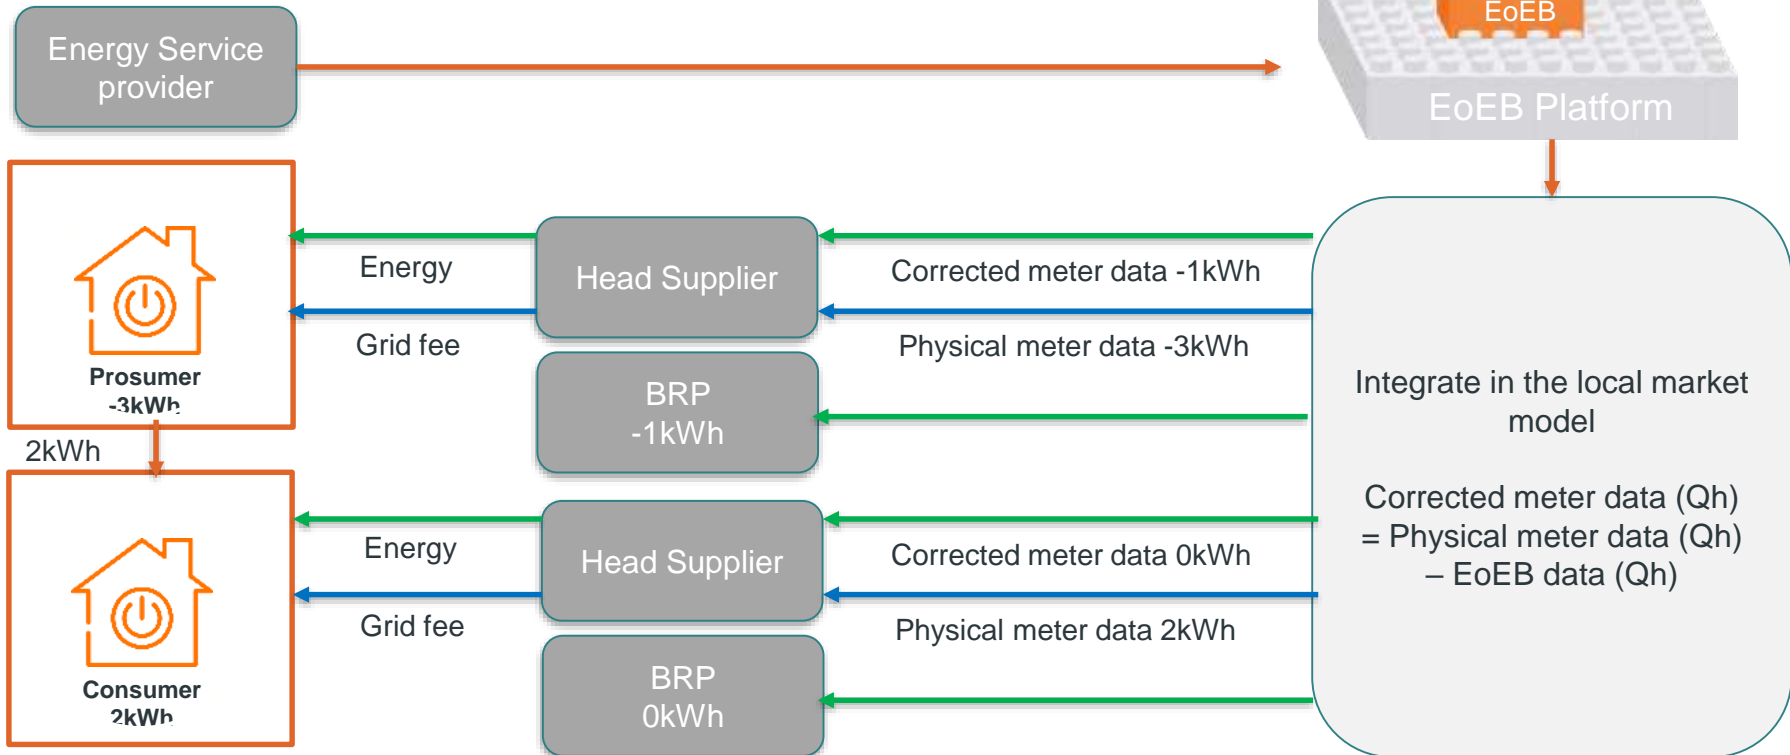 EoEB
Energy Service
provider
EoEB Platform
Energy
Head Supplier
Corrected meter data -1kWh
Grid fee
Physical meter data -3kWh
Prosumer
-3kWh
BRP
-1kWh
Integrate in the local market
model
2kWh
Corrected meter data (Qh)
= Physical meter data (Qh)
– EoEB data (Qh)
Energy
Head Supplier
Corrected meter data 0kWh
Grid fee
Physical meter data 2kWh
Consumer
2kWh
BRP
0kWh